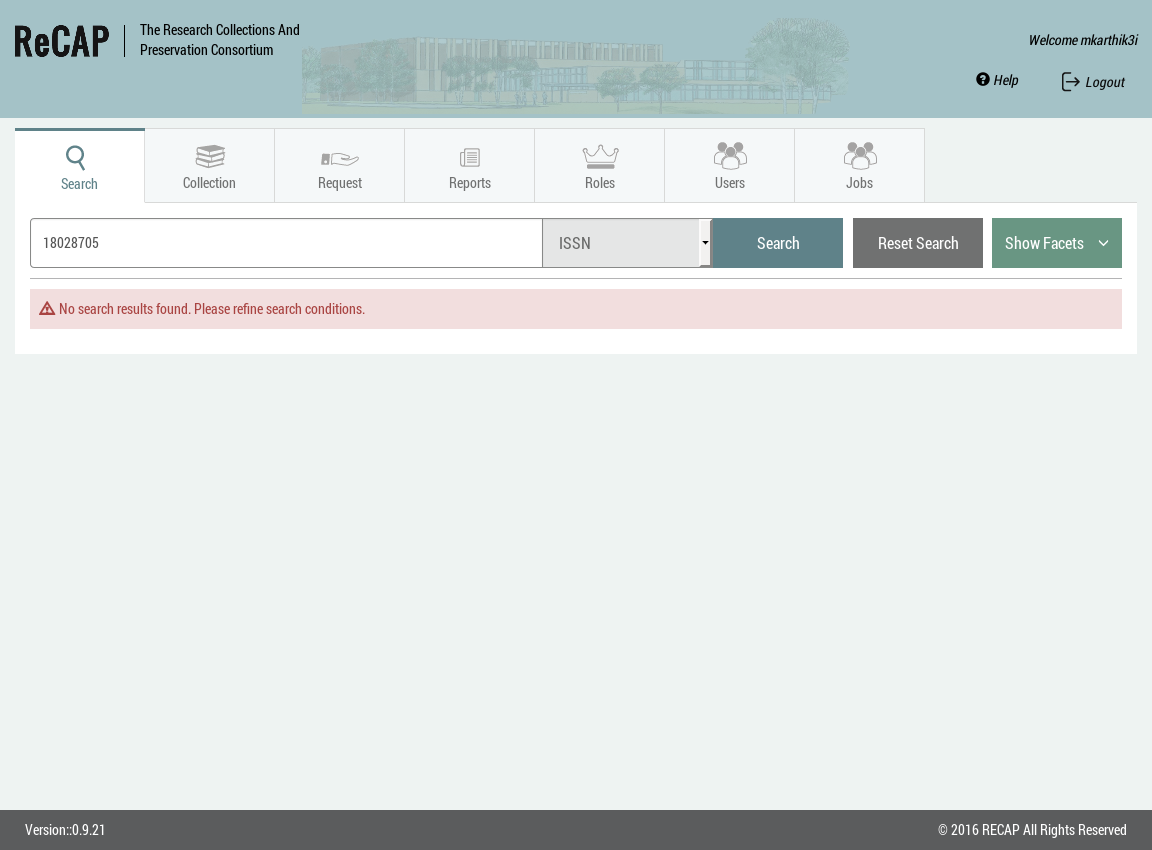 ReCAP
The Research Collections And
Preservation Consortium
Welcome mkarthik3i
Help
Logout
Search
Collection
Request
Reports
Roles
Users
Jobs
18028705
ISSN
Search
Reset Search
Show Facets
No search results found. Please refine search conditions.
Version::0.9.21
© 2016 RECAP All Rights Reserved